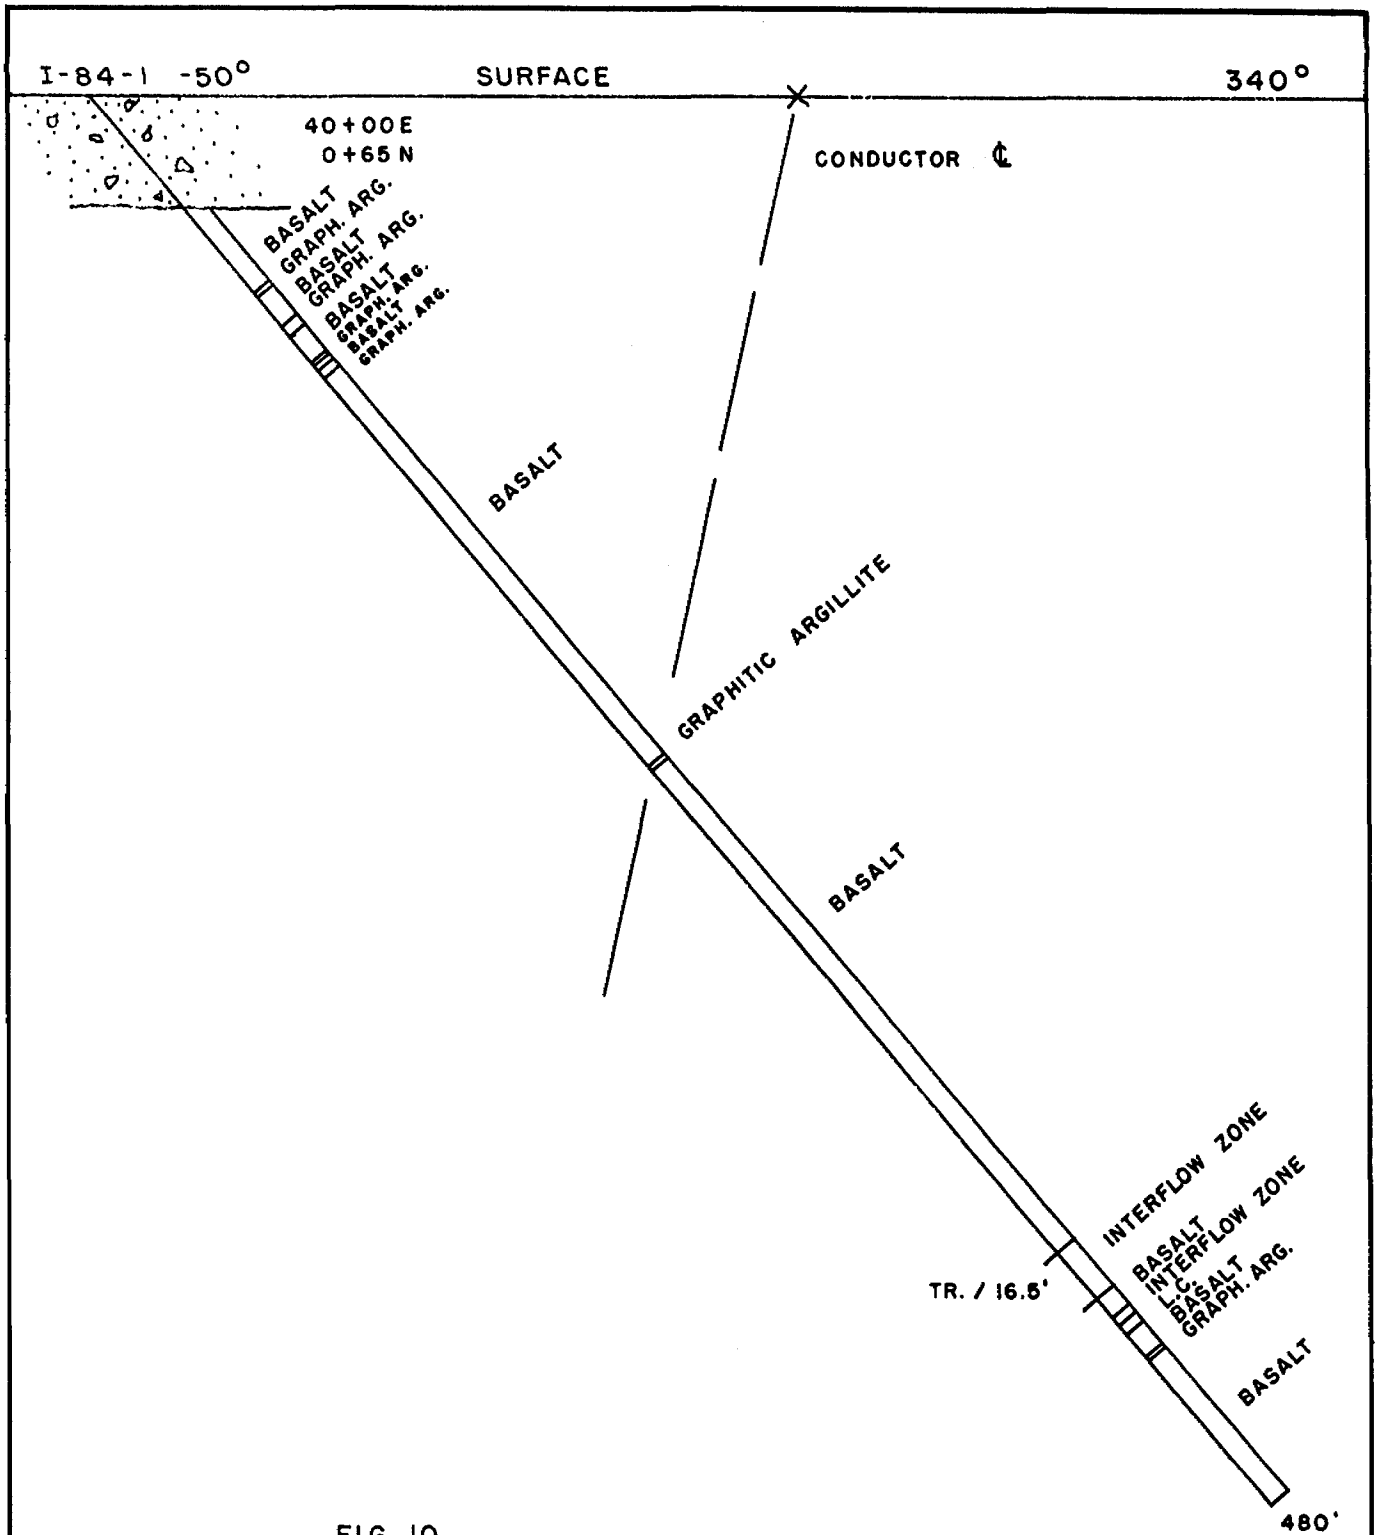 I-84-1 -50° SURFACE 340°
40+00E
0+65N
CONDUCTOR ℄
BASALT
GRAPH. ARG.
BASALT
GRAPH. ARG.
BASALT
GRAPH. ARG.
BASALT
GRAPH. ARG.
BASALT
GRAPHITIC ARGILLITE
BASALT
INTERFLOW ZONE
BASALT
INTERFLOW ZONE
L.C.
BASALT
GRAPH. ARG.
TR. / 16.5'
BASALT
480'
FIG. 10